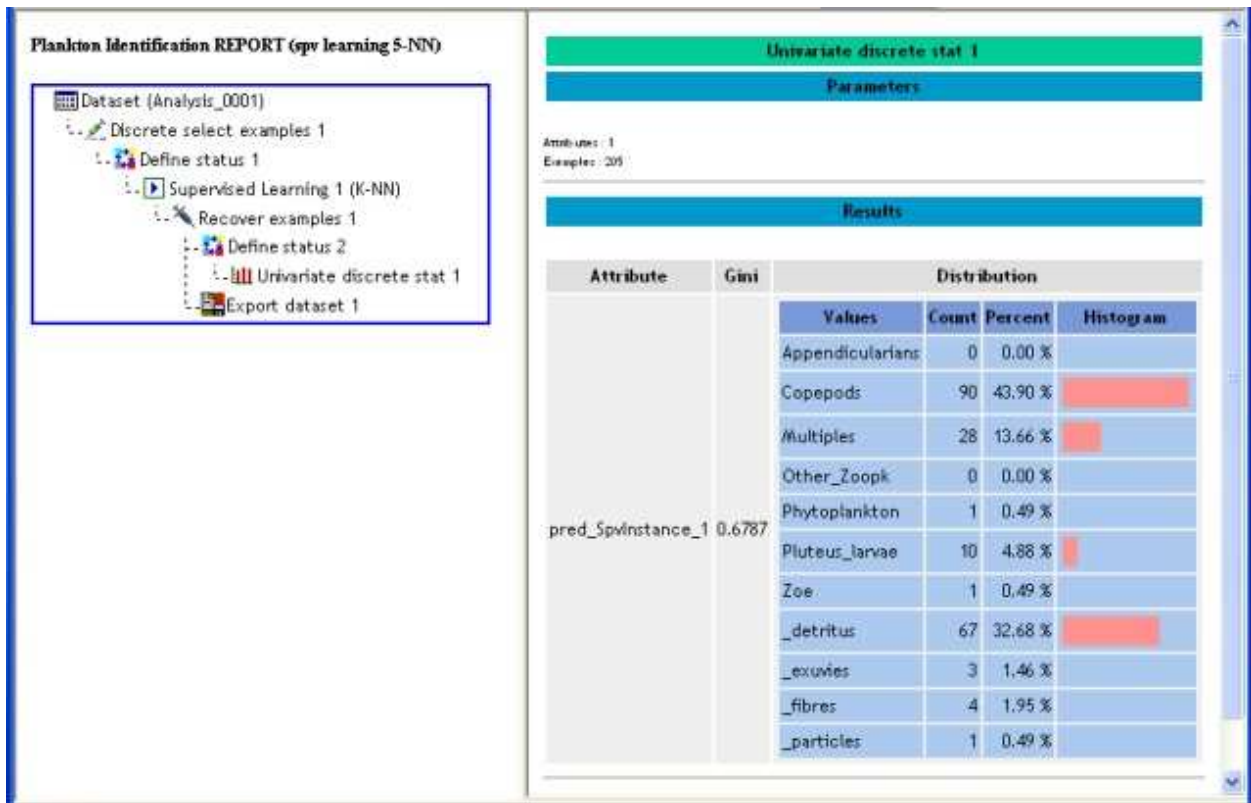 Plankton Identification REPORT (spv learning 5-NN)
Dataset (Analysis_0001)
Discrete select examples 1
Define status 1
Supervised Learning 1 (K-NN)
Recover examples 1
Define status 2
Univariate discrete stat 1
Export dataset 1
Univariate discrete stat 1
Parameters
Attributes : 1
Examples : 205
Results
Attribute Gini Distribution
Values Count Percent Histogram
Appendicularians 0 0.00 %
Copepods 90 43.90 %
Multiples 28 13.66 %
Other_Zoopk 0 0.00 %
Phytoplankton 1 0.49 %
pred_SpvInstance_1 0.6787
Pluteus_larvae 10 4.88 %
Zoe 1 0.49 %
_detritus 67 32.68 %
_exuvies 3 1.46 %
_fibres 4 1.95 %
_particles 1 0.49 %